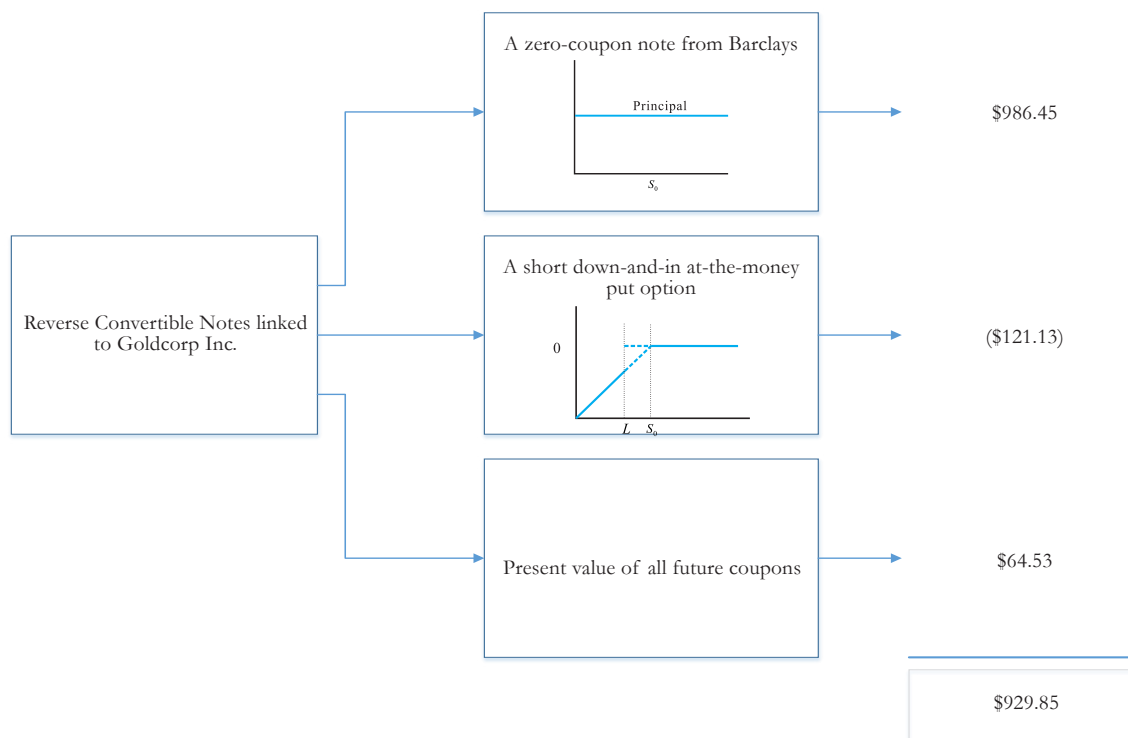 A zero-coupon note from Barclays
Principal
S₀
$986.45
Reverse Convertible Notes linked
to Goldcorp Inc.
A short down-and-in at-the-money
put option
0
L S₀
($121.13)
Present value of all future coupons
$64.53
$929.85